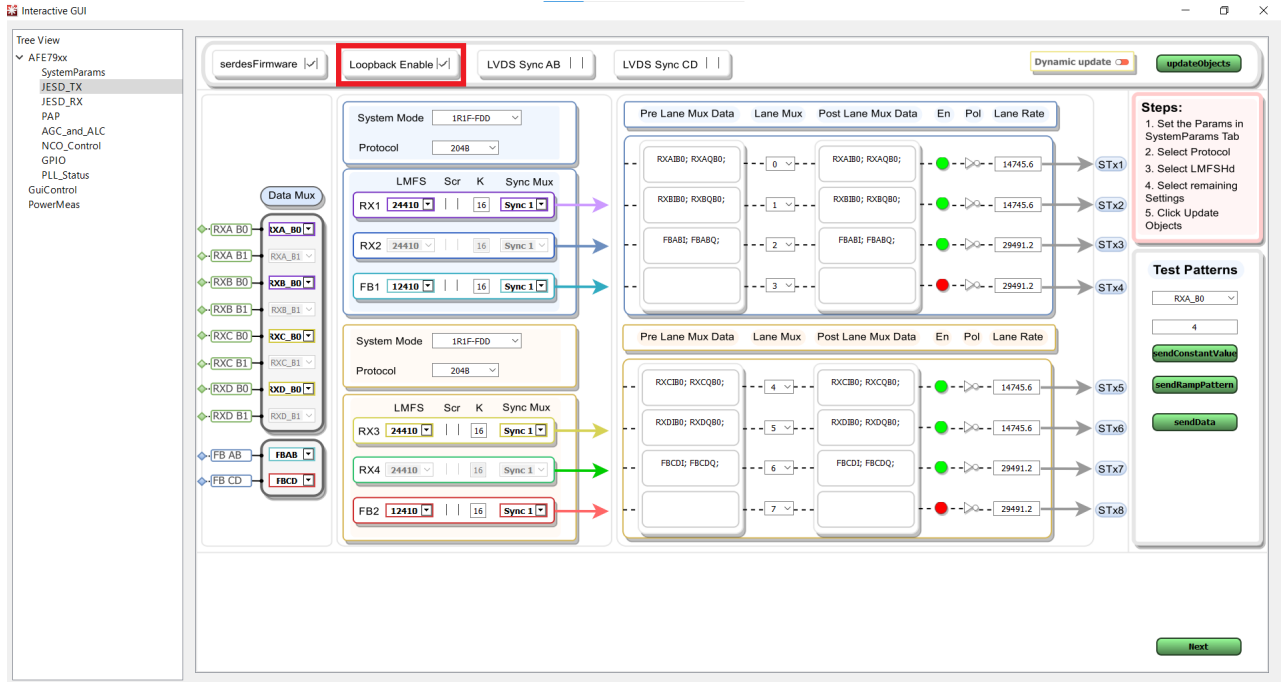 Interactive GUI
Tree View
AFE79xx
SystemParams
JESD_TX
JESD_RX
PAP
AGC_and_ALC
NCO_Control
GPIO
PLL_Status
GuiControl
PowerMeas
serdesFirmware
Loopback Enable
LVDS Sync AB
LVDS Sync CD
Dynamic update
updateObjects
Data Mux
RXA B0 RXA_B0
RXA B1 RXA_B1
RXB B0 RXB_B0
RXB B1 RXB_B1
RXC B0 RXC_B0
RXC B1 RXC_B1
RXD B0 RXD_B0
RXD B1 RXD_B1
FB AB FBAB
FB CD FBCD
System Mode 1R1F-FDD
Protocol 204B
LMFS Scr K Sync Mux
RX1 24410 16 Sync 1
RX2 24410 16 Sync 1
FB1 12410 16 Sync 1
System Mode 1R1F-FDD
Protocol 204B
LMFS Scr K Sync Mux
RX3 24410 16 Sync 1
RX4 24410 16 Sync 1
FB2 12410 16 Sync 1
Pre Lane Mux Data Lane Mux Post Lane Mux Data En Pol Lane Rate
RXAIB0; RXAQB0; 0 RXAIB0; RXAQB0; 14745.6 STx1
RXBIB0; RXBQB0; 1 RXBIB0; RXBQB0; 14745.6 STx2
FBABI; FBABQ; 2 FBABI; FBABQ; 29491.2 STx3
3 29491.2 STx4
Pre Lane Mux Data Lane Mux Post Lane Mux Data En Pol Lane Rate
RXCIB0; RXCQB0; 4 RXCIB0; RXCQB0; 14745.6 STx5
RXDIB0; RXDQB0; 5 RXDIB0; RXDQB0; 14745.6 STx6
FBCDI; FBCDQ; 6 FBCDI; FBCDQ; 29491.2 STx7
7 29491.2 STx8
Steps:
1. Set the Params in
SystemParams Tab
2. Select Protocol
3. Select LMFSHd
4. Select remaining
Settings
5. Click Update
Objects
Test Patterns
RXA_B0
4
sendConstantValue
sendRampPattern
sendData
Next